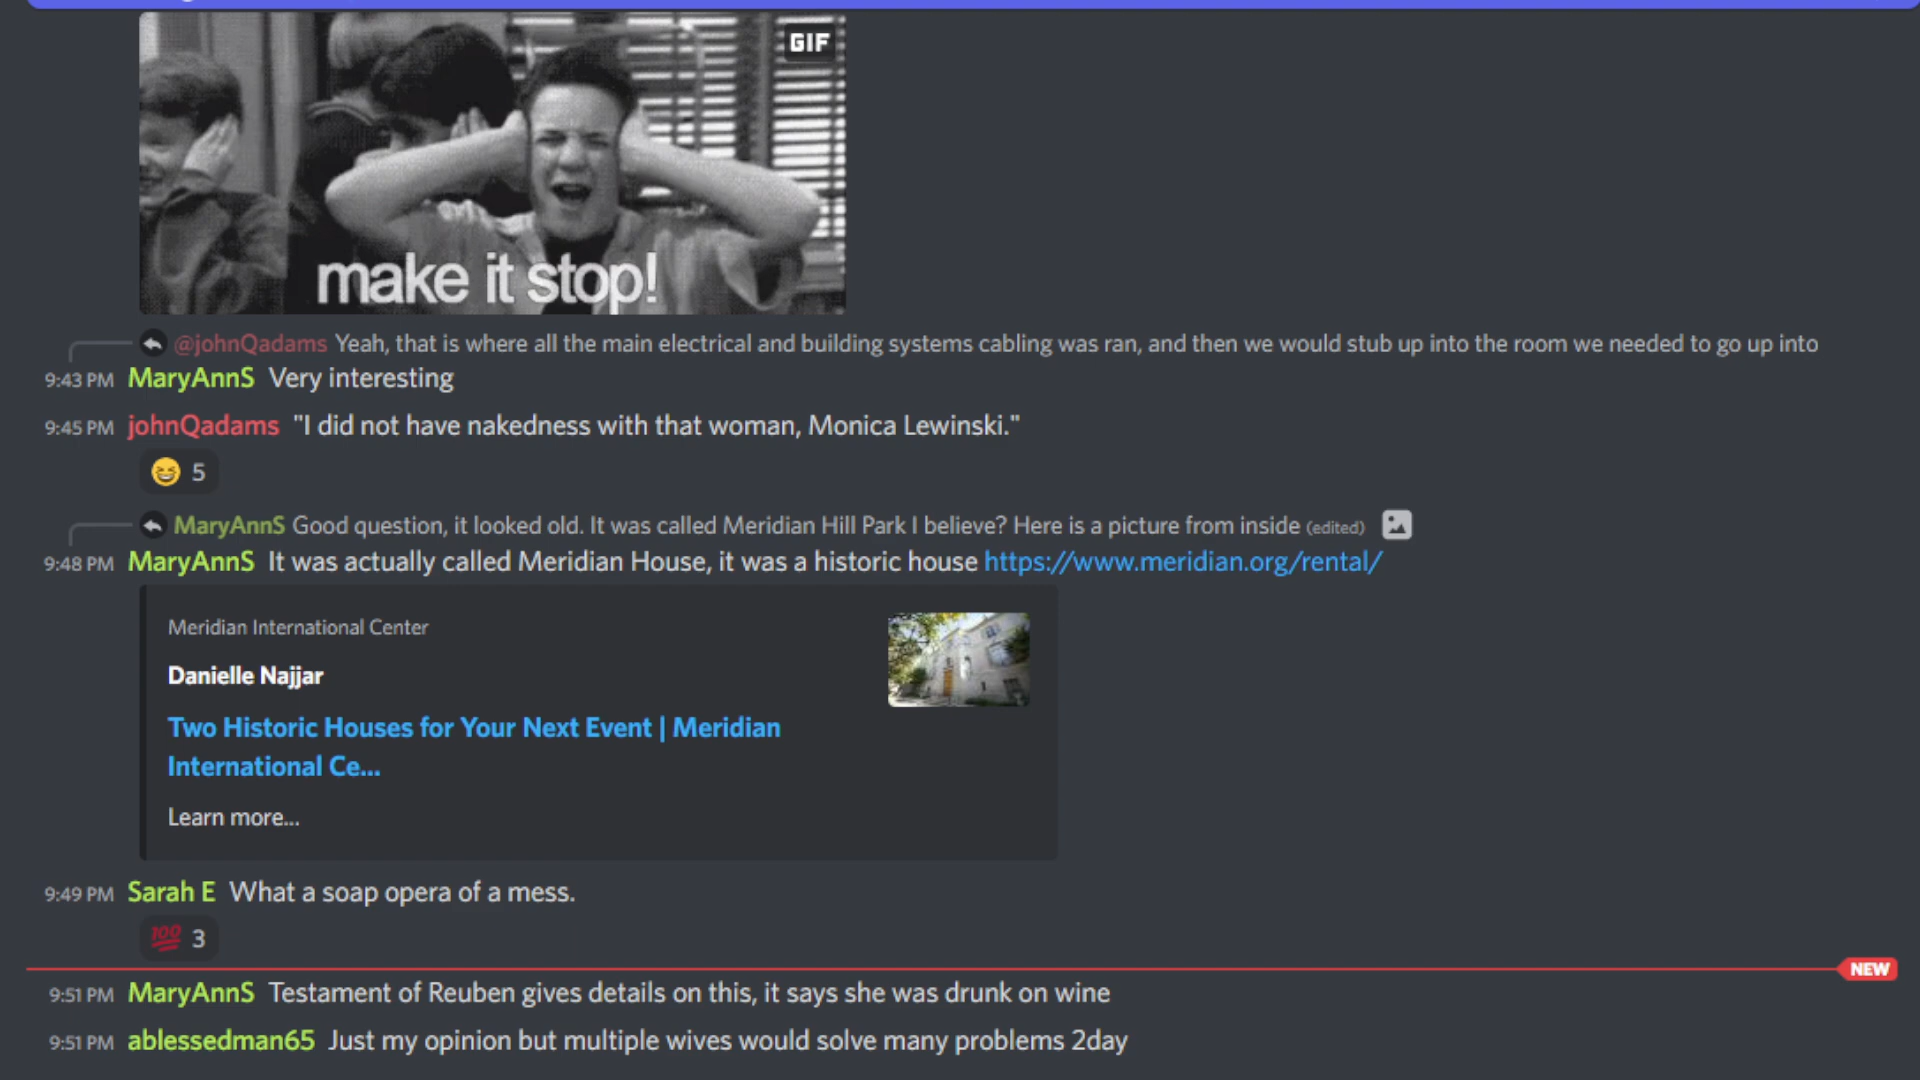 GIF
make it stop!
@johnQadams Yeah, that is where all the main electrical and building systems cabling was ran, and then we would stub up into the room we needed to go up into
9:43 PM MaryAnnS Very interesting
9:45 PM johnQadams "I did not have nakedness with that woman, Monica Lewinski."
😆 5
MaryAnnS Good question, it looked old. It was called Meridian Hill Park I believe? Here is a picture from inside (edited)
9:48 PM MaryAnnS It was actually called Meridian House, it was a historic house https://www.meridian.org/rental/
Meridian International Center
Danielle Najjar
Two Historic Houses for Your Next Event | Meridian
International Ce...
Learn more...
9:49 PM Sarah E What a soap opera of a mess.
💯 3
NEW
9:51 PM MaryAnnS Testament of Reuben gives details on this, it says she was drunk on wine
9:51 PM ablessedman65 Just my opinion but multiple wives would solve many problems 2day